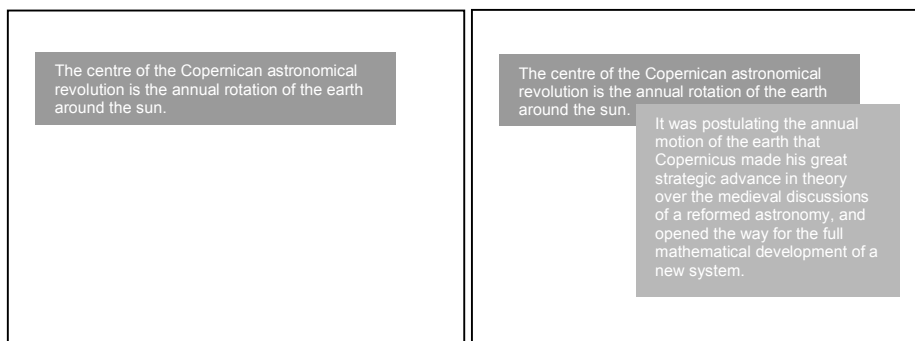 The centre of the Copernican astronomical
revolution is the annual rotation of the earth
around the sun.
The centre of the Copernican astronomical
revolution is the annual rotation of the earth
around the sun.
It was postulating the annual
motion of the earth that
Copernicus made his great
strategic advance in theory
over the medieval discussions
of a reformed astronomy, and
opened the way for the full
mathematical development of a
new system.